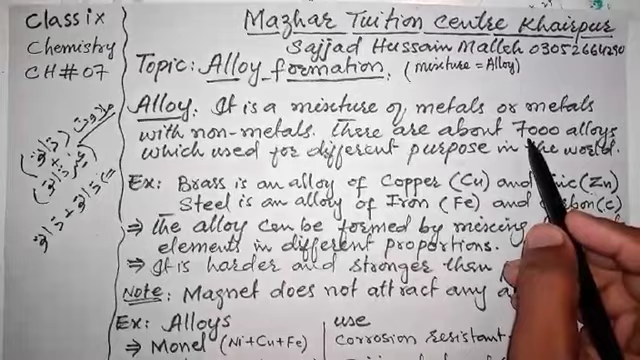 Class ix
Chemistry
CH#07
Mazhar Tuition Centre Khairpur
Sajjad Hussain Malleh
Topic: Alloy formation. (mixture = Alloy)
Alloy: It is a mixture of metals or metals
with non-metals. There are about 7000 alloys
which used for different purpose in the world.
Ex: Brass is an alloy of Copper (Cu) and (Zn)
Steel is an alloy of Iron (Fe) and (C)
⇒ The alloy can be formed by mixing
elements in different proportions.
⇒ It is harder and stronger than
Note: Magnet does not attract any
Ex: Alloys
use
⇒ Monel (Ni+Cu+Fe)
Corrosion resistant